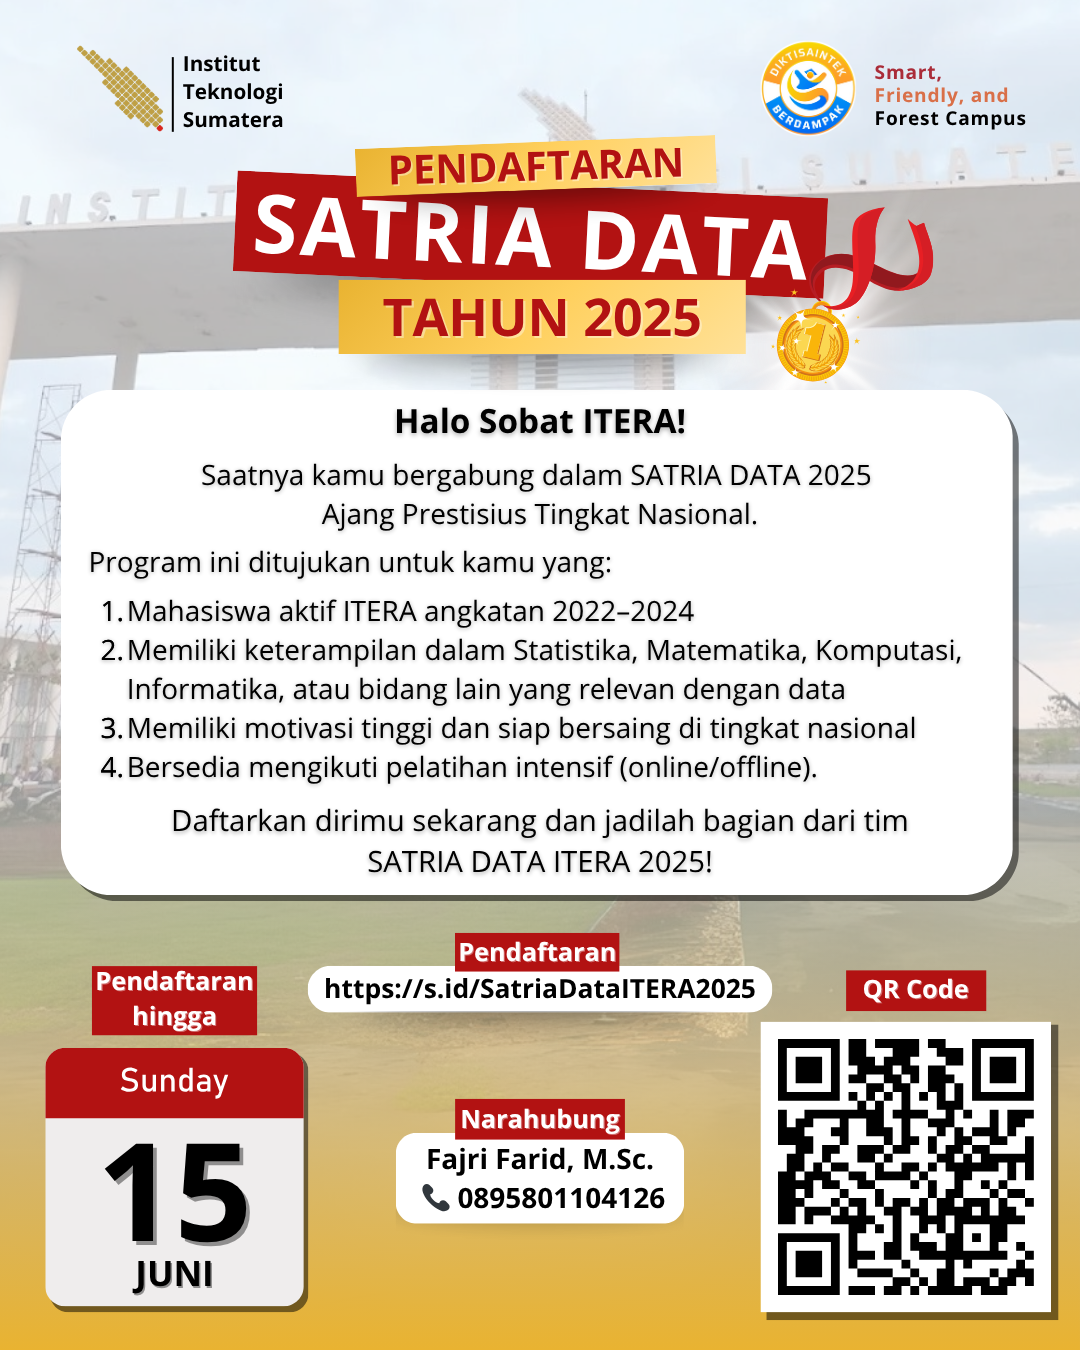 Institut
Teknologi
Sumatera
DIKTISAINTEK
BERDAMPAK
Smart,
Friendly, and
Forest Campus
PENDAFTARAN
SATRIA DATA
TAHUN 2025
1
Halo Sobat ITERA!
Saatnya kamu bergabung dalam SATRIA DATA 2025
Ajang Prestisius Tingkat Nasional.
Program ini ditujukan untuk kamu yang:
1. Mahasiswa aktif ITERA angkatan 2022–2024
2. Memiliki keterampilan dalam Statistika, Matematika, Komputasi,
Informatika, atau bidang lain yang relevan dengan data
3. Memiliki motivasi tinggi dan siap bersaing di tingkat nasional
4. Bersedia mengikuti pelatihan intensif (online/offline).
Daftarkan dirimu sekarang dan jadilah bagian dari tim
SATRIA DATA ITERA 2025!
Pendaftaran
hingga
Sunday
15
JUNI
Pendaftaran
https://s.id/SatriaDataITERA2025
Narahubung
Fajri Farid, M.Sc.
0895801104126
QR Code